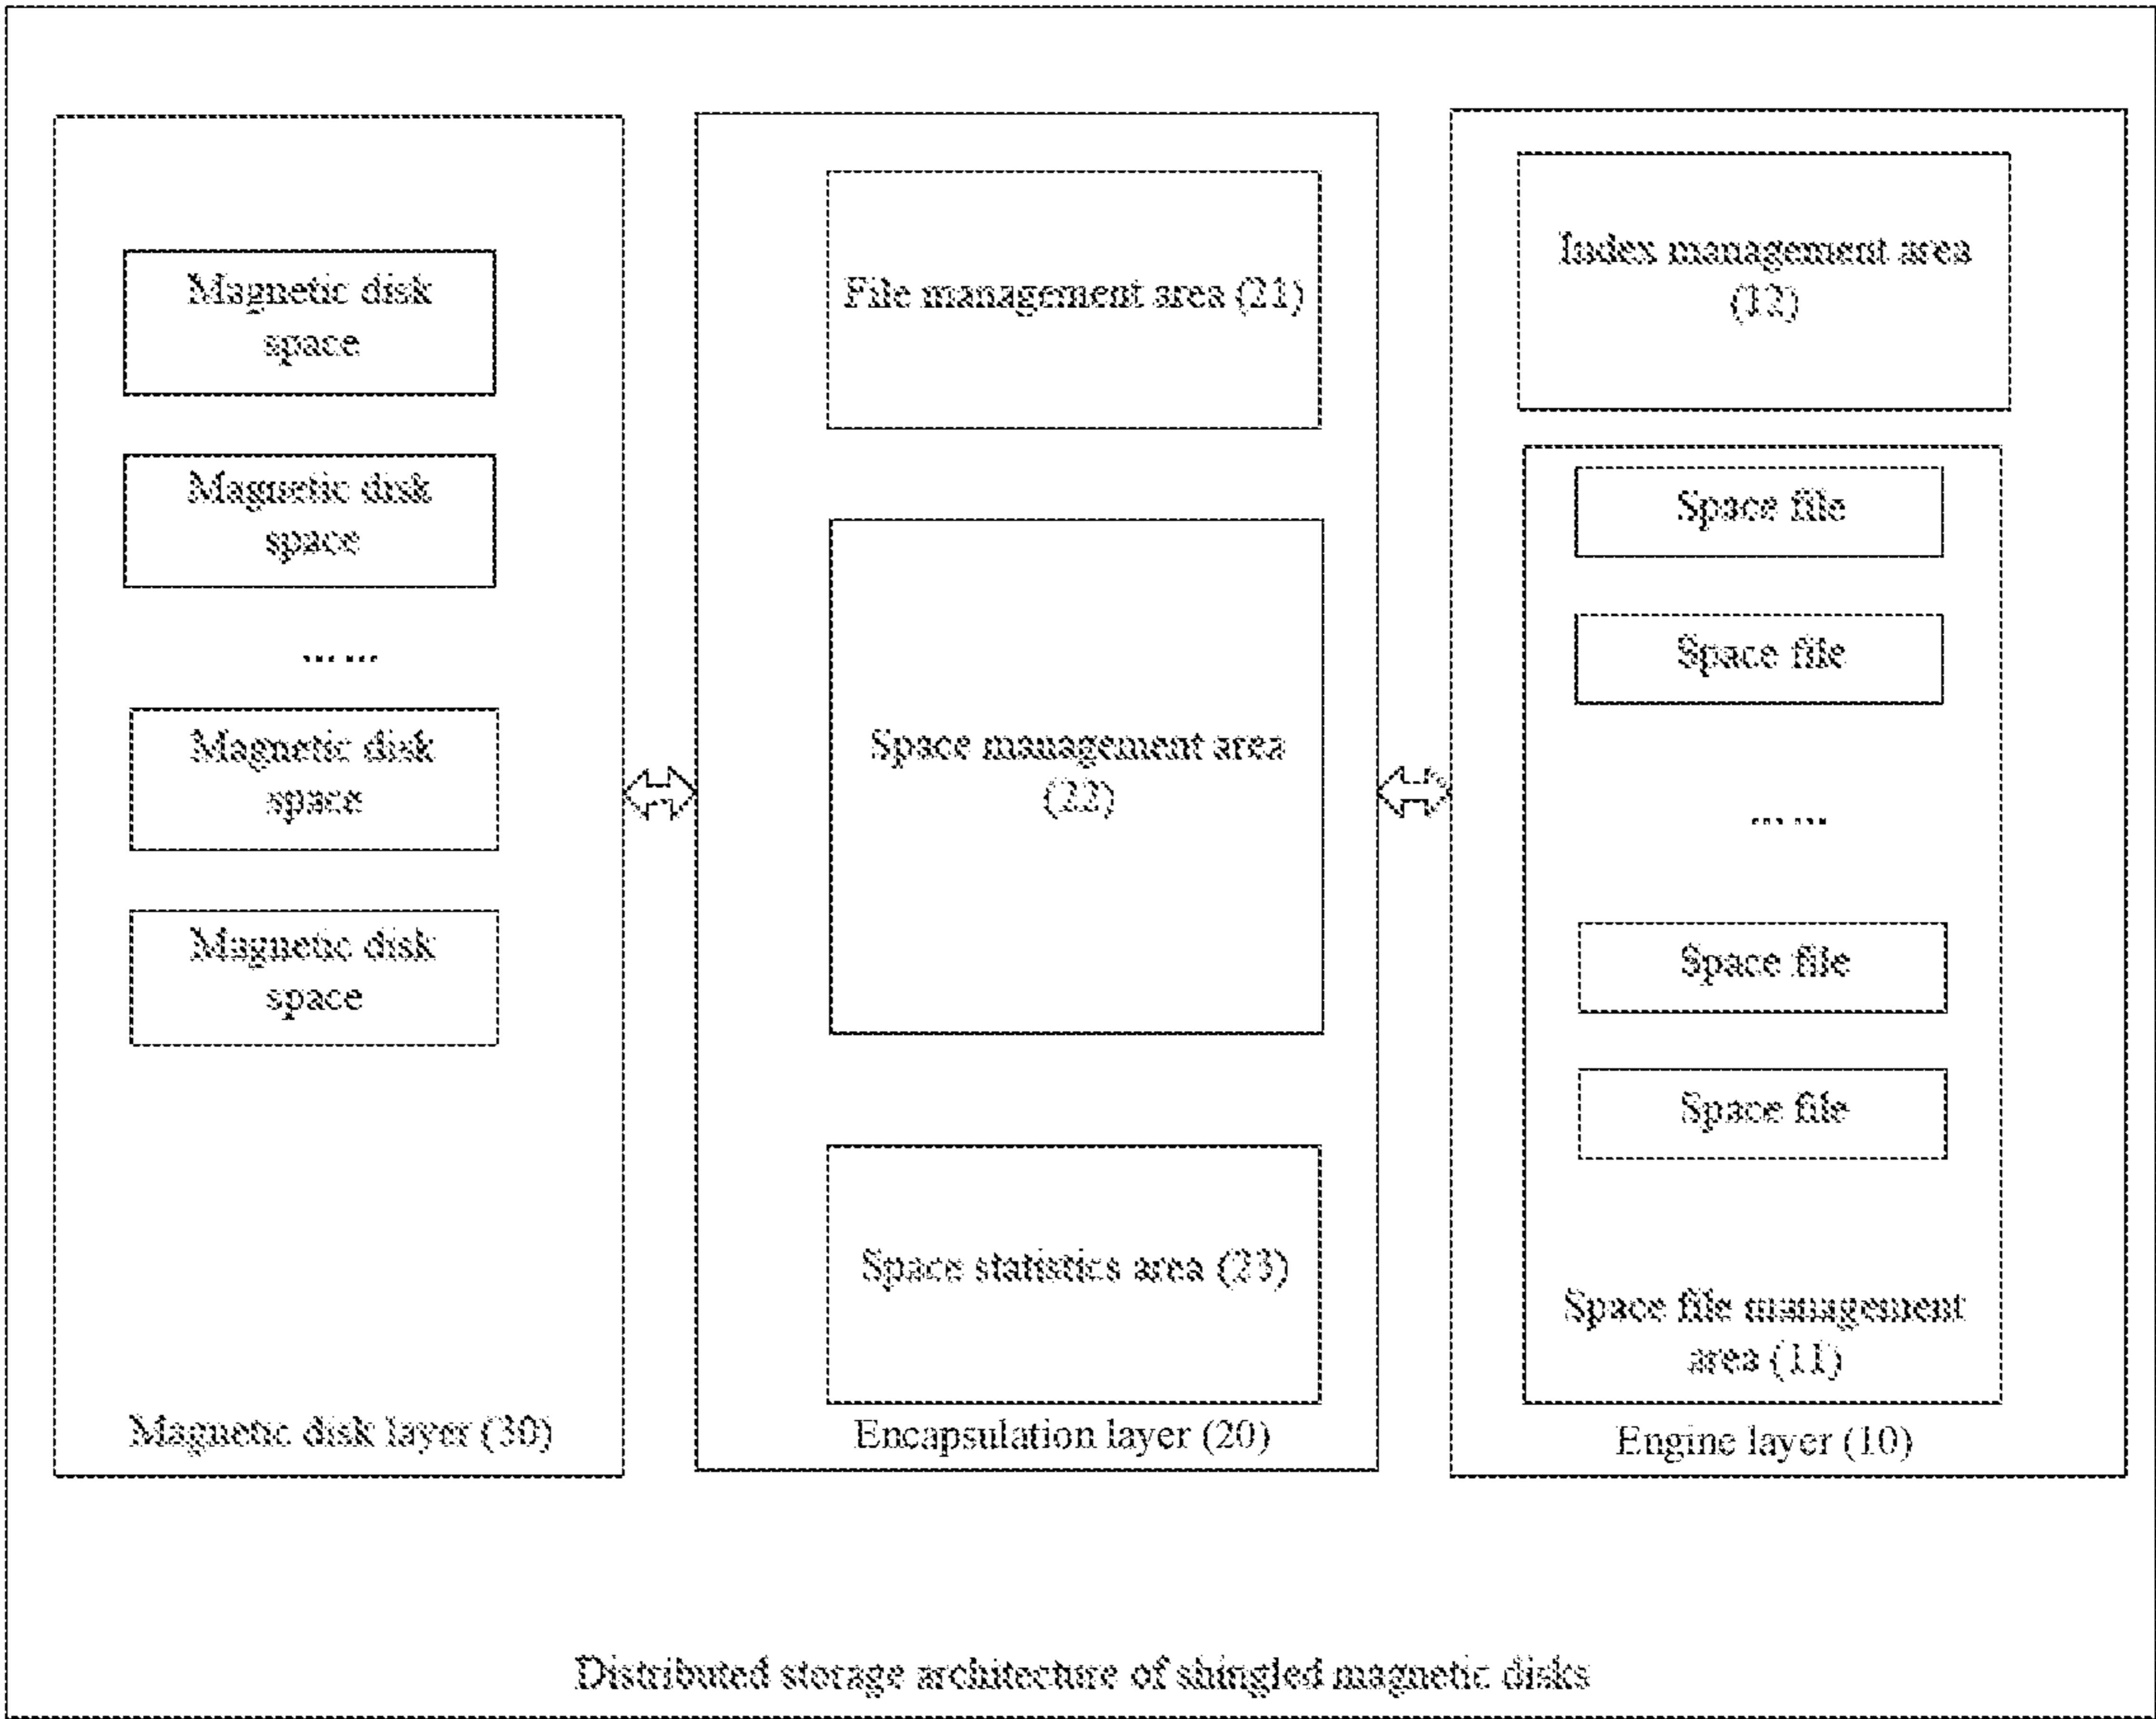 Magnetic disk
space
Magnetic disk
space
... ...
Magnetic disk
space
Magnetic disk
space
Magnetic disk layer (30)
File management area (21)
Space management area
(22)
Space statistics area (23)
Encapsulation layer (20)
Index management area
(12)
Space file
Space file
... ...
Space file
Space file
Space file management
area (11)
Engine layer (10)
Distributed storage architecture of shingled magnetic disks